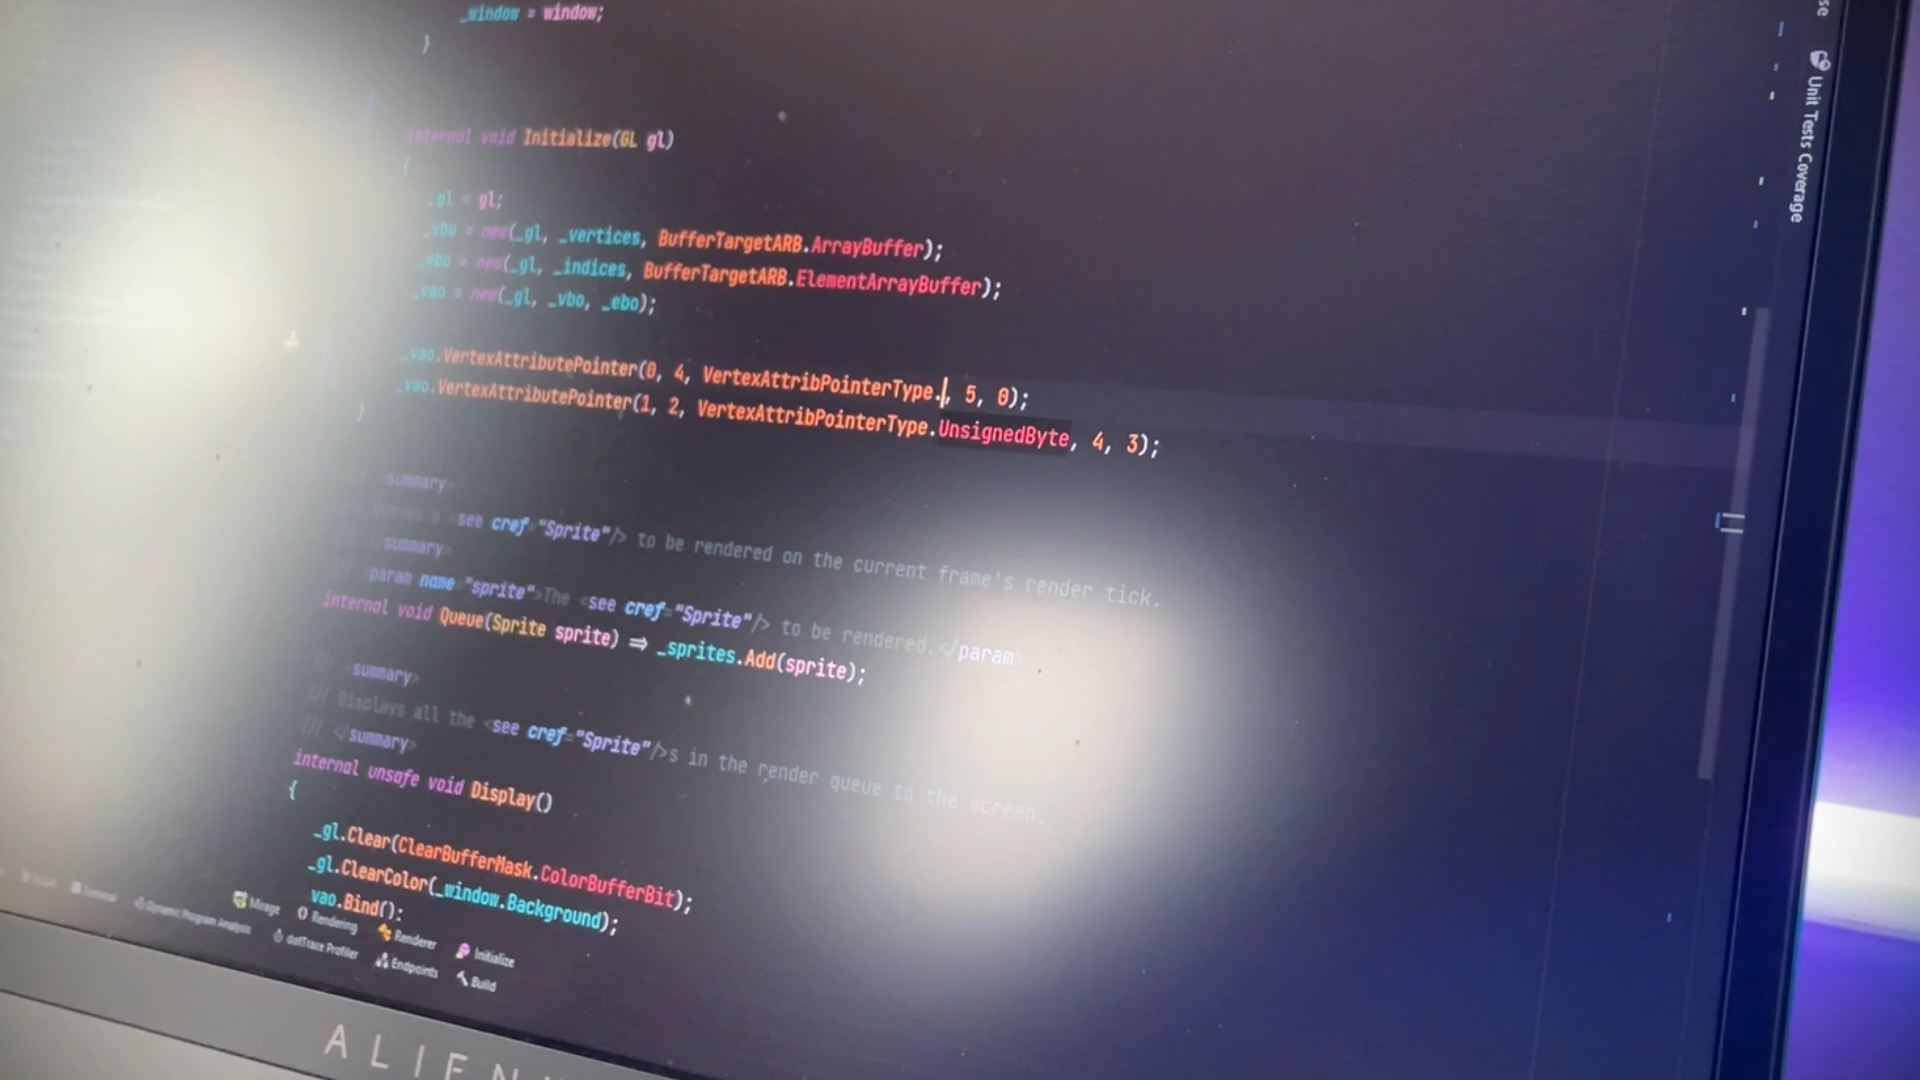 _window = window;
}
internal void Initialize(GL gl)
{
_gl = gl;
_vbo = new(_gl, _vertices, BufferTargetARB.ArrayBuffer);
_ebo = new(_gl, _indices, BufferTargetARB.ElementArrayBuffer);
_vao = new(_gl, _vbo, _ebo);
_vao.VertexAttributePointer(0, 4, VertexAttribPointerType., 5, 0);
_vao.VertexAttributePointer(1, 2, VertexAttribPointerType.UnsignedByte, 4, 3);
}
summary>
<see cref="Sprite"/> to be rendered on the current frame's render tick.
summary>
/// <param name="sprite">The <see cref="Sprite"/> to be rendered.</param>
internal void Queue(Sprite sprite) => _sprites.Add(sprite);
/// <summary>
/// Displays all the <see cref="Sprite"/>s in the render queue to the screen.
/// </summary>
internal unsafe void Display()
{
_gl.Clear(ClearBufferMask.ColorBufferBit);
_gl.ClearColor(_window.Background);
vao.Bind();
Mirage Rendering Renderer Initialize
Terminal Dynamic Program Analysis dotTrace Profiler Endpoints Build
Unit Tests Coverage
ALIEN